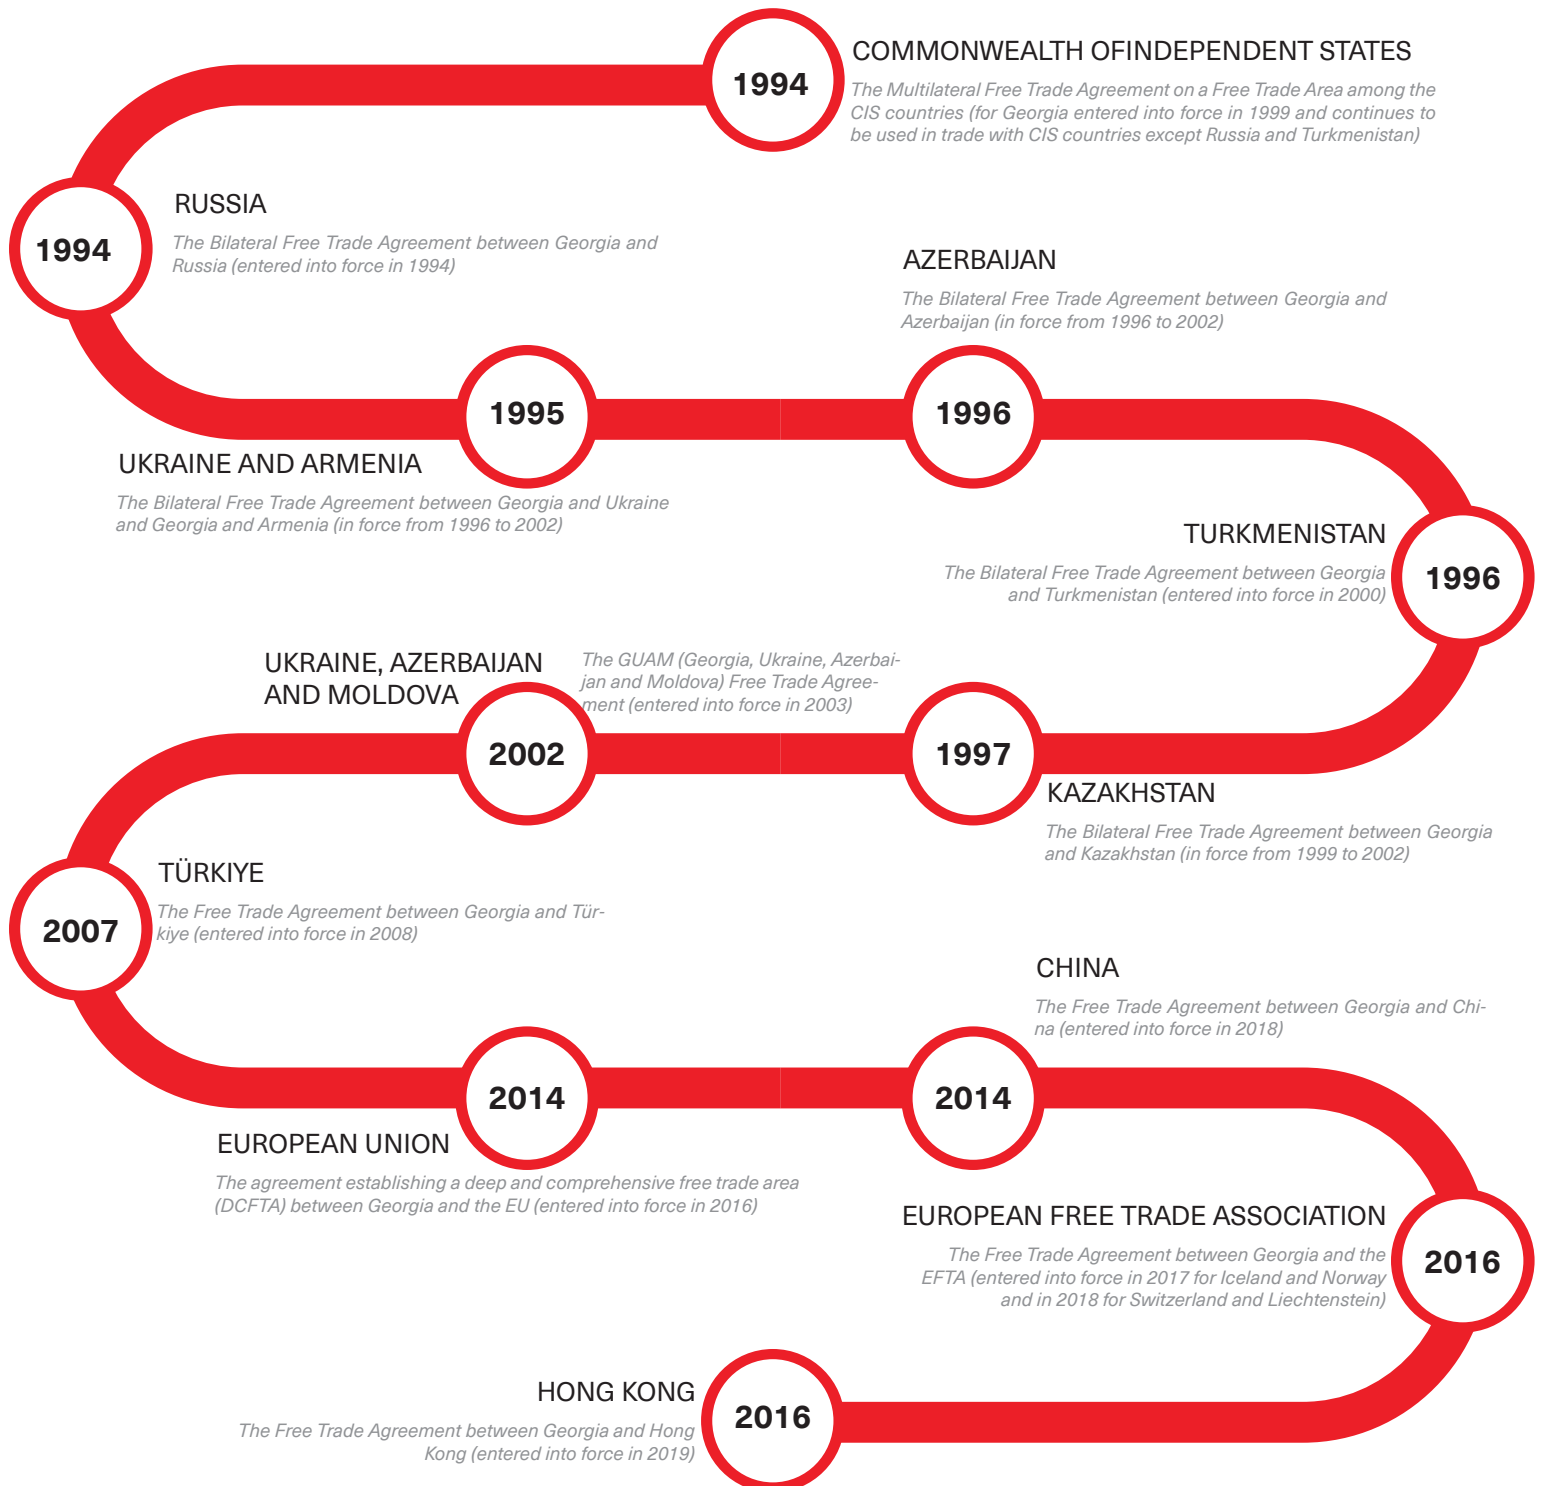 1994
COMMONWEALTH OFINDEPENDENT STATES
The Multilateral Free Trade Agreement on a Free Trade Area among the
CIS countries (for Georgia entered into force in 1999 and continues to
be used in trade with CIS countries except Russia and Turkmenistan)
1994
RUSSIA
The Bilateral Free Trade Agreement between Georgia and
Russia (entered into force in 1994)
1995
UKRAINE AND ARMENIA
The Bilateral Free Trade Agreement between Georgia and Ukraine
and Georgia and Armenia (in force from 1996 to 2002)
AZERBAIJAN
The Bilateral Free Trade Agreement between Georgia and
Azerbaijan (in force from 1996 to 2002)
1996
TURKMENISTAN
The Bilateral Free Trade Agreement between Georgia
and Turkmenistan (entered into force in 2000)
1996
1997
KAZAKHSTAN
The Bilateral Free Trade Agreement between Georgia
and Kazakhstan (in force from 1999 to 2002)
UKRAINE, AZERBAIJAN
AND MOLDOVA
The GUAM (Georgia, Ukraine, Azerbai-
jan and Moldova) Free Trade Agree-
ment (entered into force in 2003)
2002
2007
TÜRKIYE
The Free Trade Agreement between Georgia and Tür-
kiye (entered into force in 2008)
2014
EUROPEAN UNION
The agreement establishing a deep and comprehensive free trade area
(DCFTA) between Georgia and the EU (entered into force in 2016)
CHINA
The Free Trade Agreement between Georgia and Chi-
na (entered into force in 2018)
2014
EUROPEAN FREE TRADE ASSOCIATION
The Free Trade Agreement between Georgia and the
EFTA (entered into force in 2017 for Iceland and Norway
and in 2018 for Switzerland and Liechtenstein)
2016
HONG KONG
The Free Trade Agreement between Georgia and Hong
Kong (entered into force in 2019)
2016